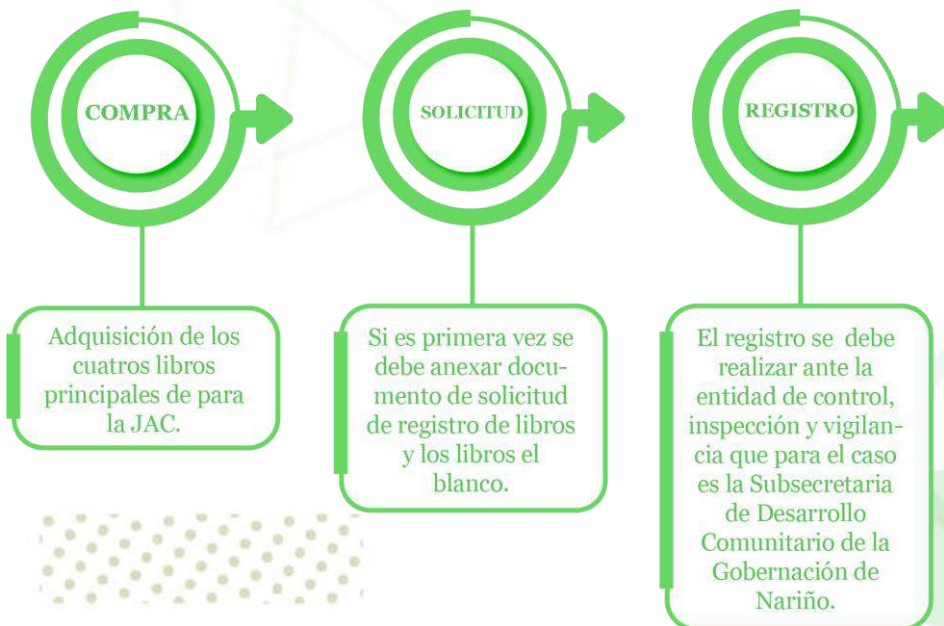 COMPRA
Adquisición de los
cuatros libros
principales de para
la JAC.
SOLICITUD
Si es primera vez se
debe anexar docu-
mento de solicitud
de registro de libros
y los libros el
blanco.
REGISTRO
El registro se debe
realizar ante la
entidad de control,
inspección y vigilan-
cia que para el caso
es la Subsecretaria
de Desarrollo
Comunitario de la
Gobernación de
Nariño.